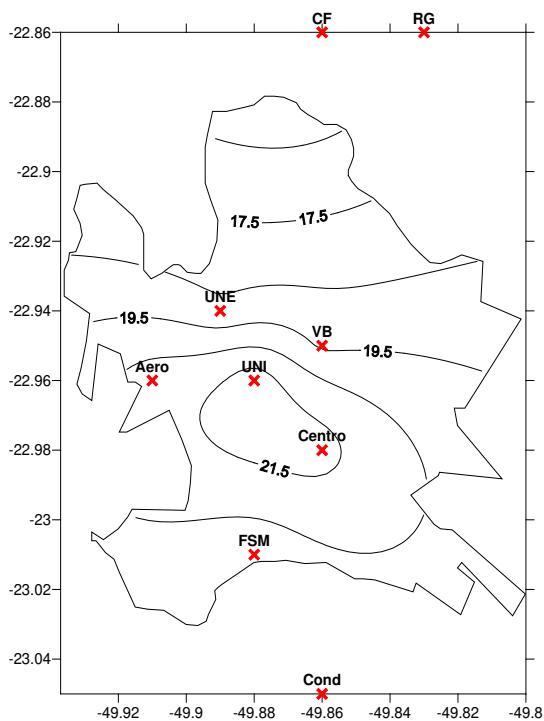 CF RG
-22.86
-22.88
-22.9
17.5 17.5
-22.92
UNE
-22.94
19.5 VB 19.5
Aero UNI
-22.96
Centro
-22.98
21.5
-23
FSM
-23.02
-23.04
Cond
-49.92 -49.9 -49.88 -49.86 -49.84 -49.82 -49.8